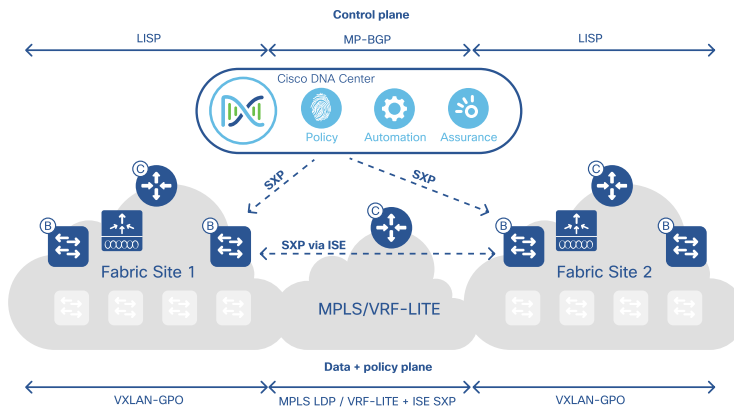 Control plane
LISP
MP-BGP
LISP
Cisco DNA Center
Policy
Automation
Assurance
SXP
SXP
C
C
C
B
B
B
B
SXP via ISE
Fabric Site 1
Fabric Site 2
MPLS/VRF-LITE
Data + policy plane
VXLAN-GPO
MPLS LDP / VRF-LITE + ISE SXP
VXLAN-GPO